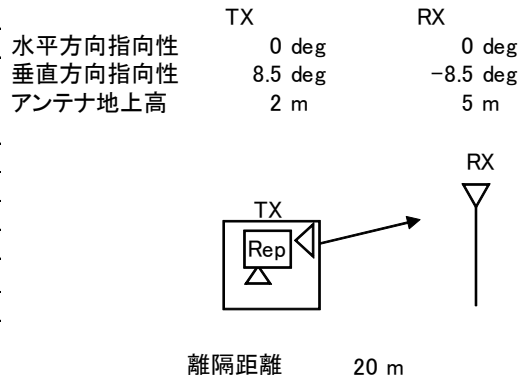 TX RX
水平方向指向性 0 deg 0 deg
垂直方向指向性 8.5 deg -8.5 deg
アンテナ地上高 2 m 5 m
RX
TX
Rep
離隔距離 20 m